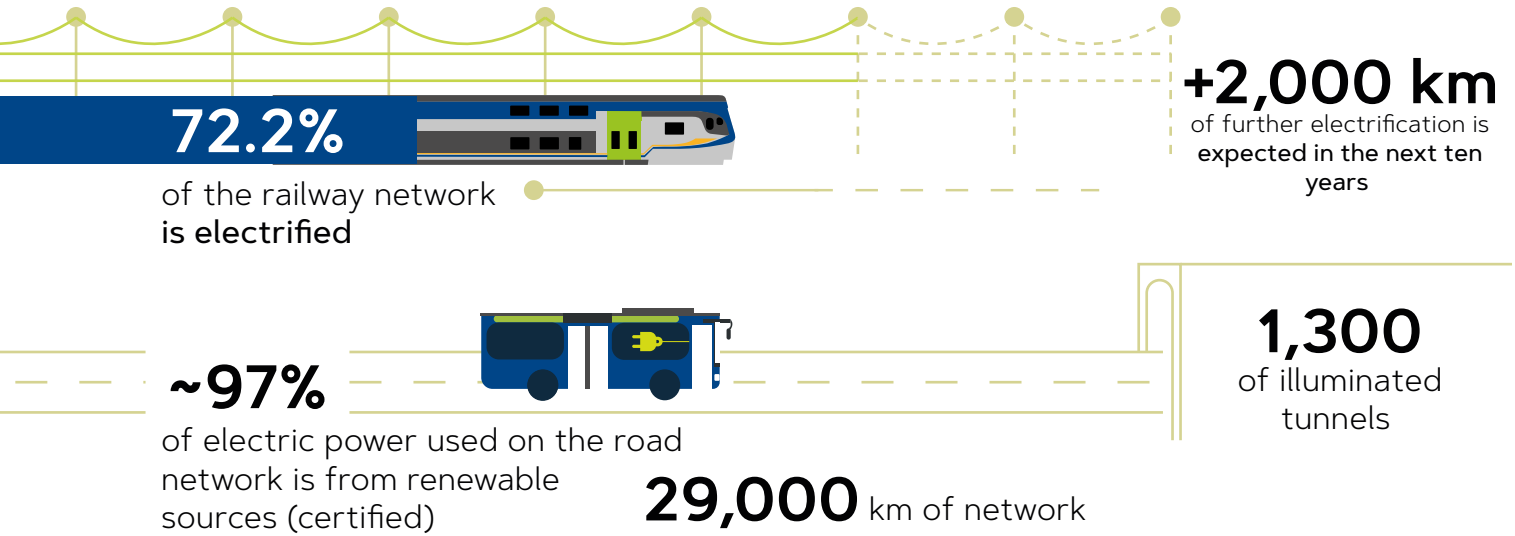 72.2%
of the railway network
is electrified
+2,000 km
of further electrification is
expected in the next ten
years
~97%
of electric power used on the road
network is from renewable
sources (certified)
29,000 km of network
1,300
of illuminated
tunnels